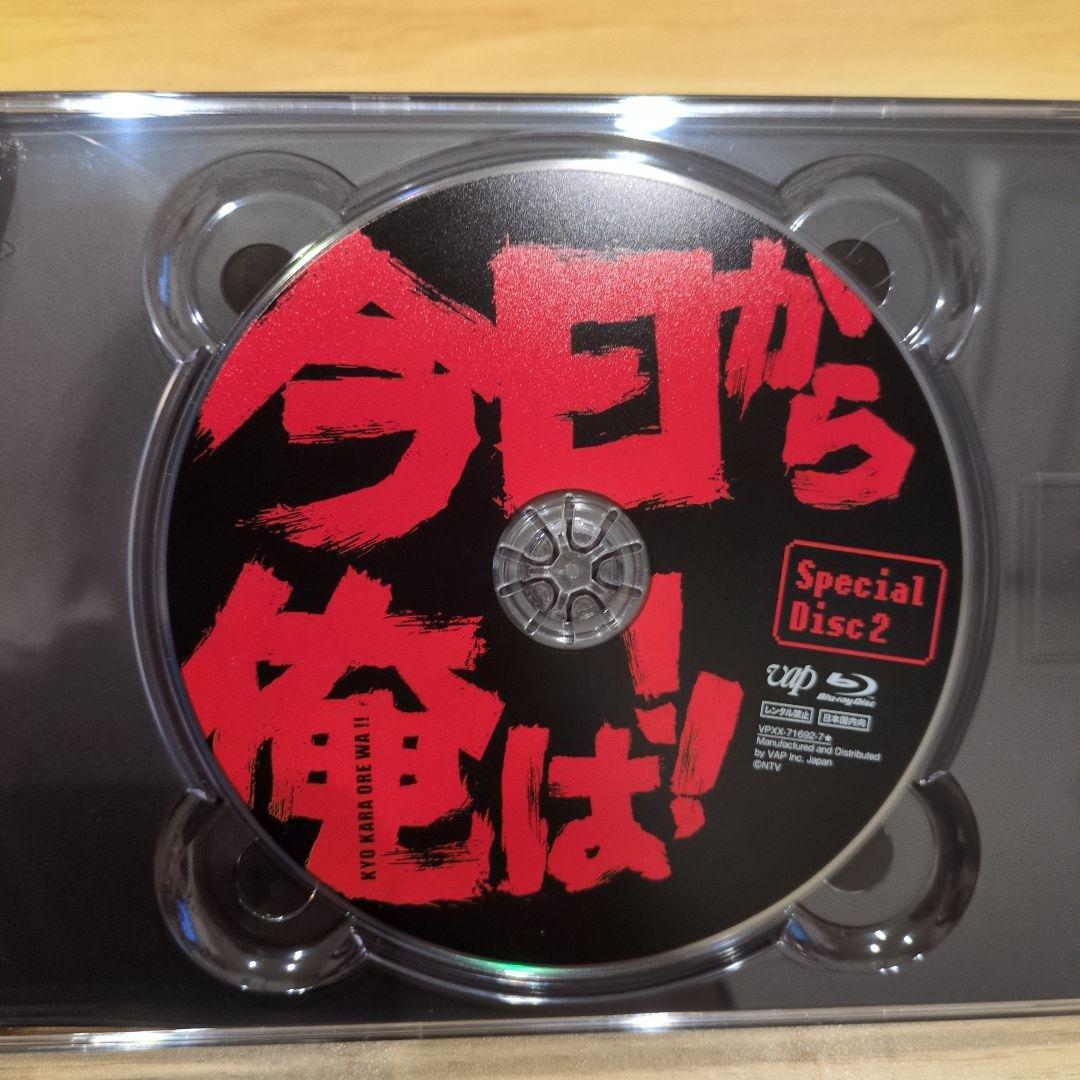 今日から
俺は!!
KYO KARA ORE WA !!
Special
Disc 2
vap
Blu-ray Disc
レンタル禁止 日本国内向
VPXX-71692-7★
Manufactured and Distributed
by VAP Inc. Japan
©NTV